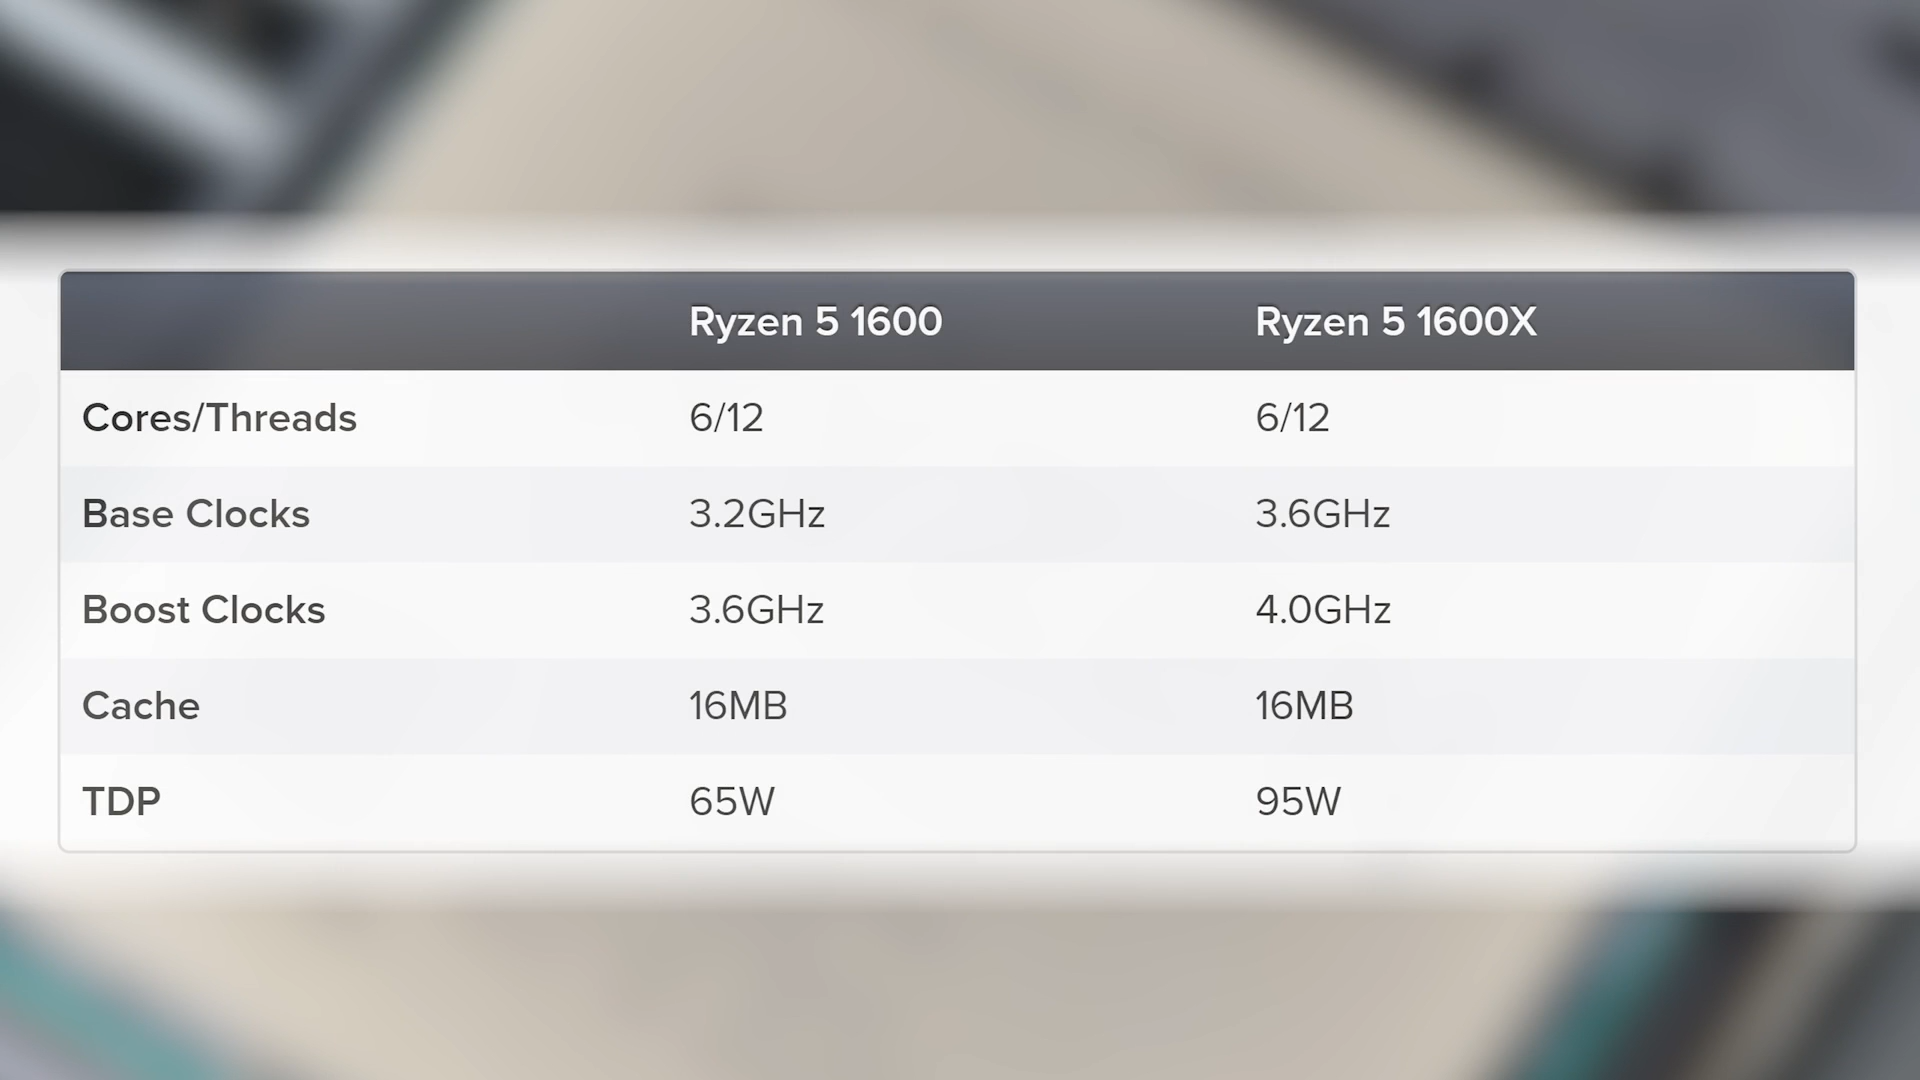 Ryzen 5 1600 Ryzen 5 1600X
Cores/Threads 6/12 6/12
Base Clocks 3.2GHz 3.6GHz
Boost Clocks 3.6GHz 4.0GHz
Cache 16MB 16MB
TDP 65W 95W